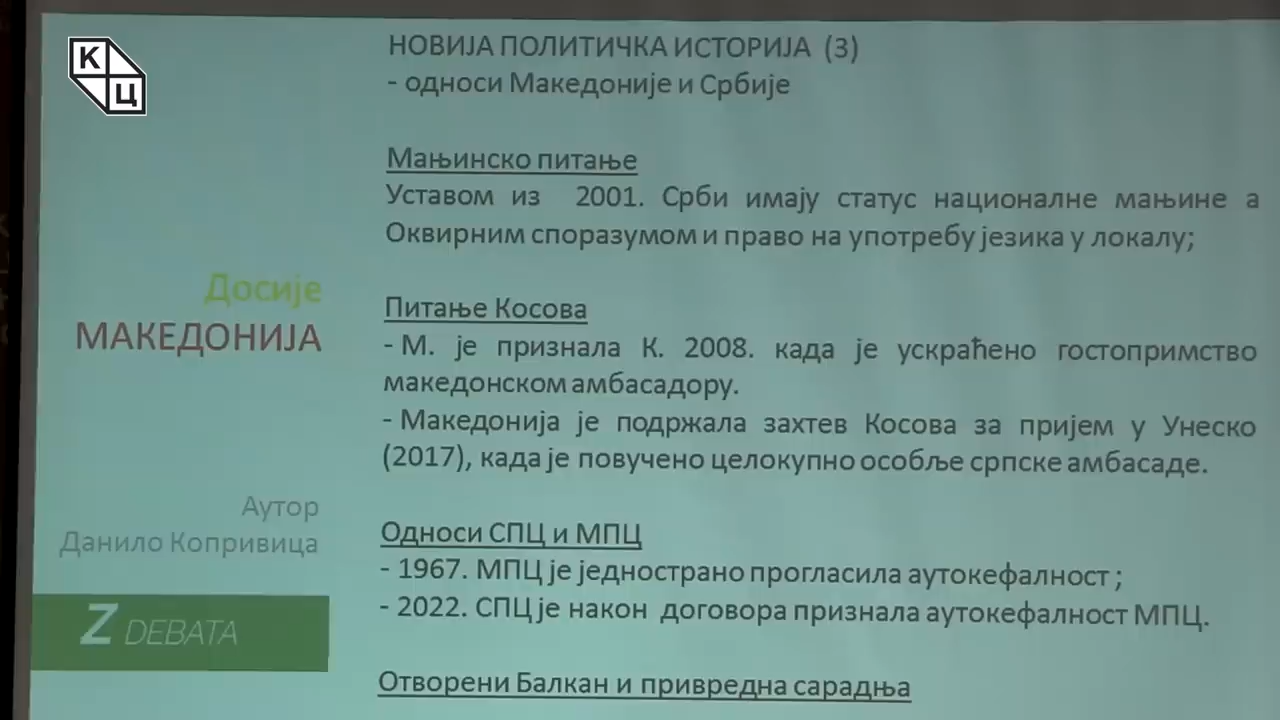 К
Ц
НОВИЈА ПОЛИТИЧКА ИСТОРИЈА (3)
- односи Македоније и Србије
Мањинско питање
Уставом из 2001. Срби имају статус националне мањине а
Оквирним споразумом и право на употребу језика у локалу;
Питање Косова
- М. је признала К. 2008. када је ускраћено гостопримство
македонском амбасадору.
- Македонија је подржала захтев Косова за пријем у Унеско
(2017), када је повучено целокупно особље српске амбасаде.
Односи СПЦ и МПЦ
- 1967. МПЦ је једнострано прогласила аутокефалност ;
- 2022. СПЦ је након договора признала аутокефалност МПЦ.
Отворени Балкан и привредна сарадња
Досије
МАКЕДОНИЈА
Аутор
Данило Копривица
Z DEBATA